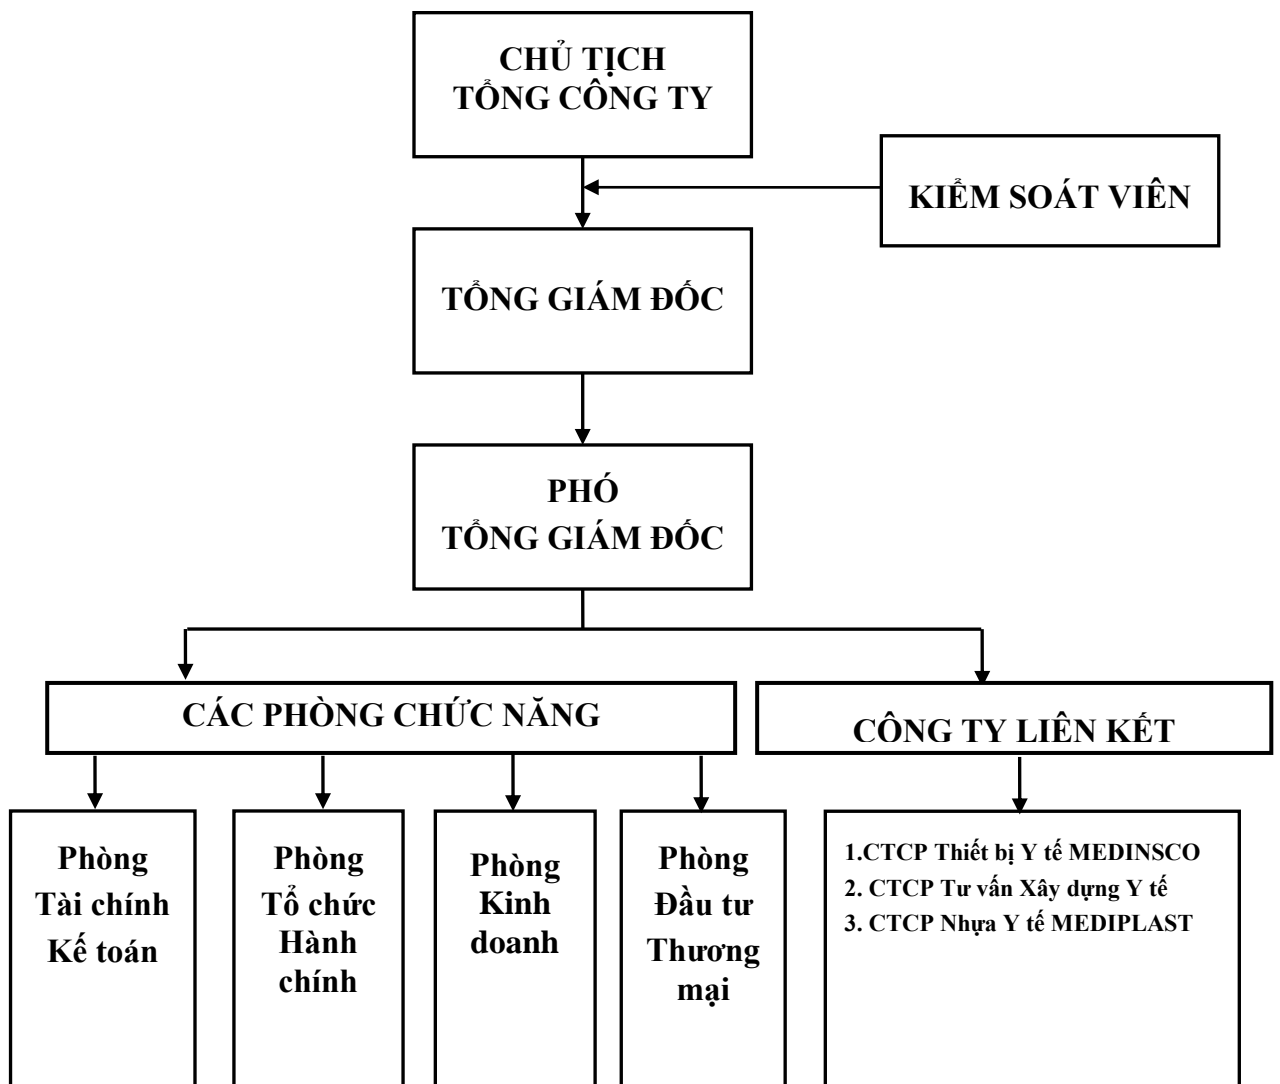 CHỦ TỊCH
TỔNG CÔNG TY
KIỂM SOÁT VIÊN
TỔNG GIÁM ĐỐC
PHÓ
TỔNG GIÁM ĐỐC
CÁC PHÒNG CHỨC NĂNG
CÔNG TY LIÊN KẾT
Phòng
Tài chính
Kế toán
Phòng
Tổ chức
Hành
chính
Phòng
Kinh
doanh
Phòng
Đầu tư
Thương
mại
1.CTCP Thiết bị Y tế MEDINSCO
2. CTCP Tư vấn Xây dựng Y tế
3. CTCP Nhựa Y tế MEDIPLAST